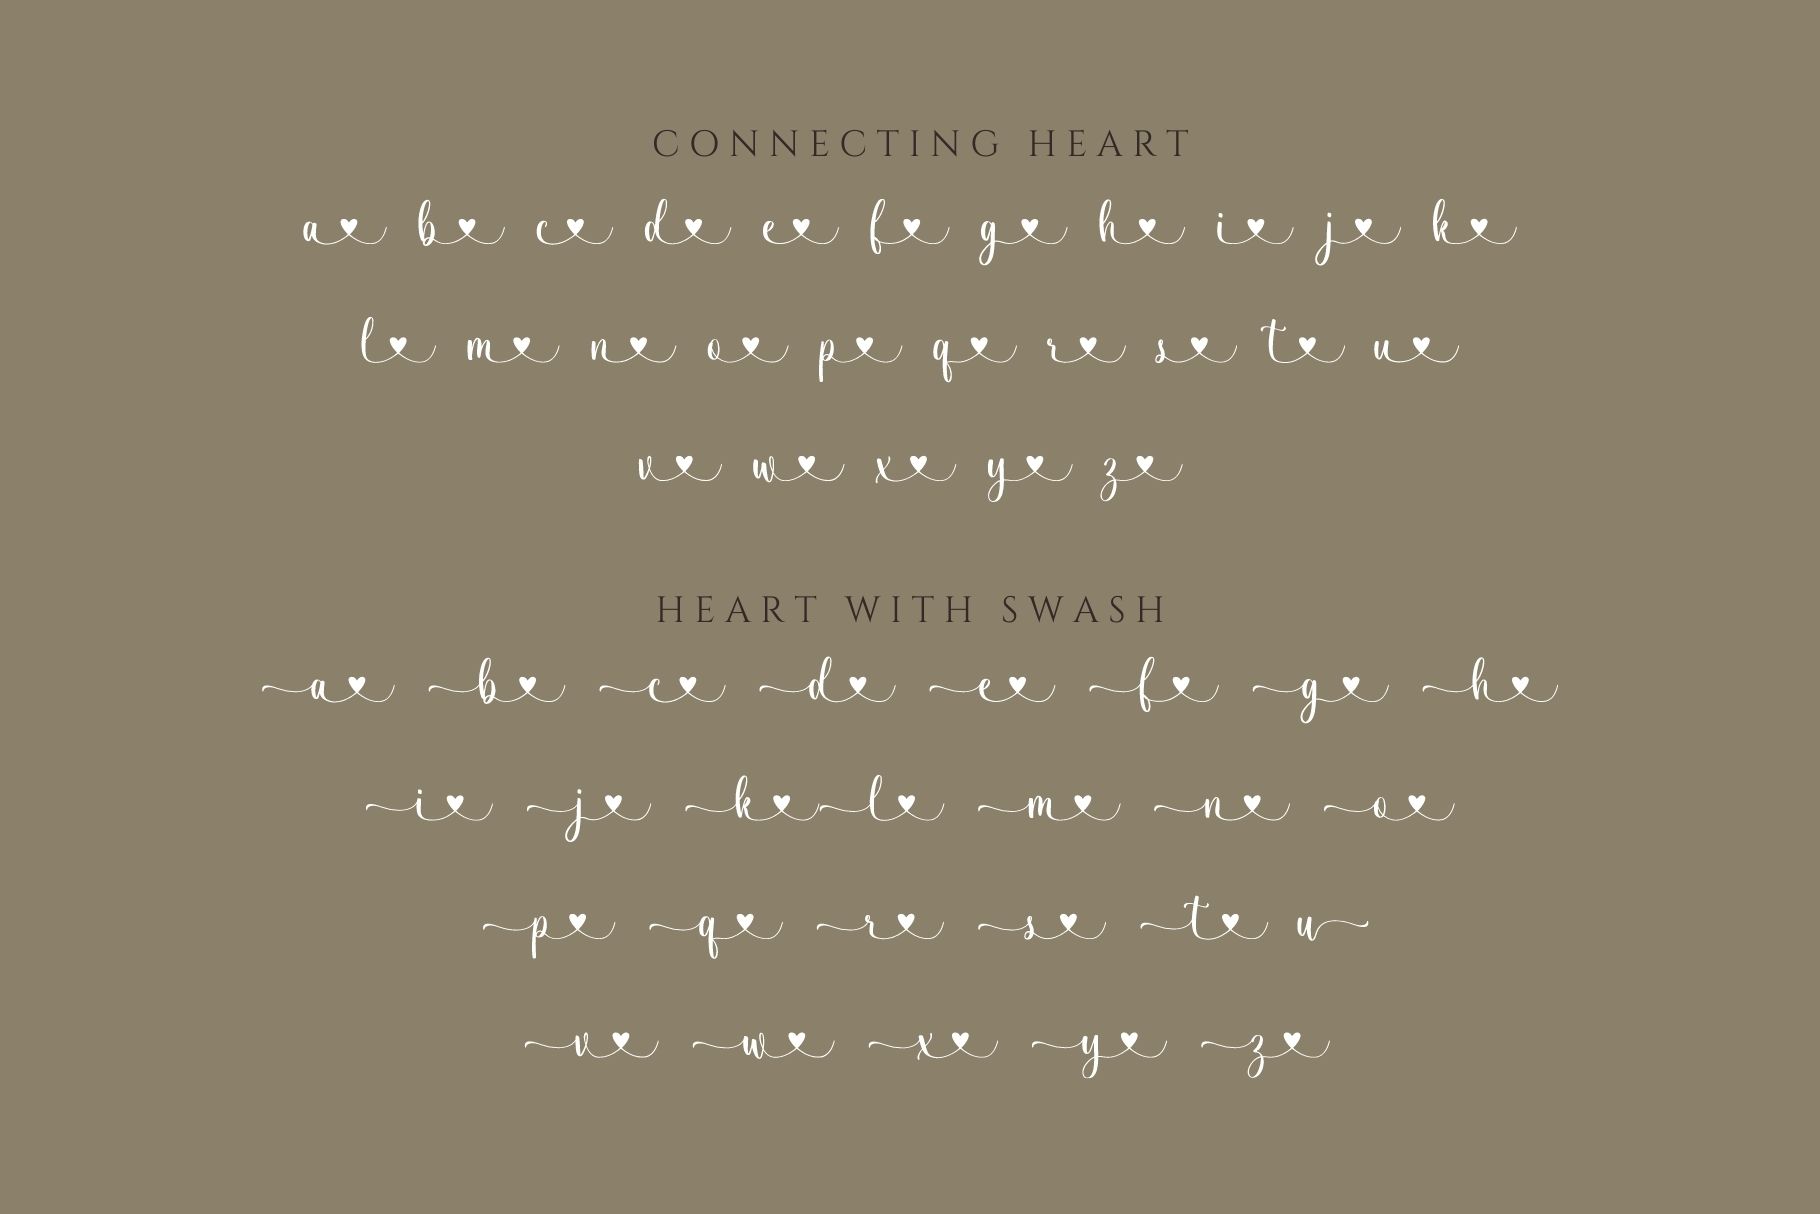 CONNECTING HEART
a b c d e f g h i j k
l m n o p q r s t u
v w x y z
HEART WITH SWASH
a b c d e f g h
i j k l m n o
p q r s t u
v w x y z